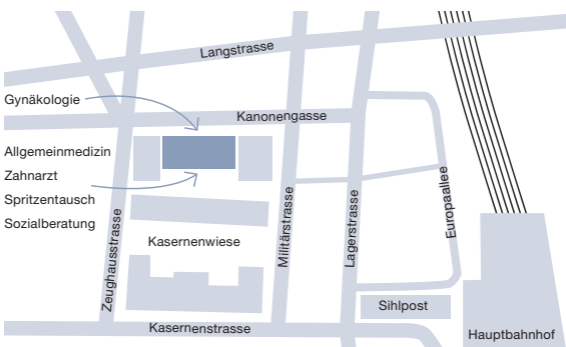 Langstrasse
Gynäkologie
Kanonengasse
Allgemeinmedizin
Zahnarzt
Spritzentausch
Sozialberatung
Zeughausstrasse
Kasernenwiese
Militärstrasse
Lagerstrasse
Europaallee
Sihlpost
Kasernenstrasse
Hauptbahnhof